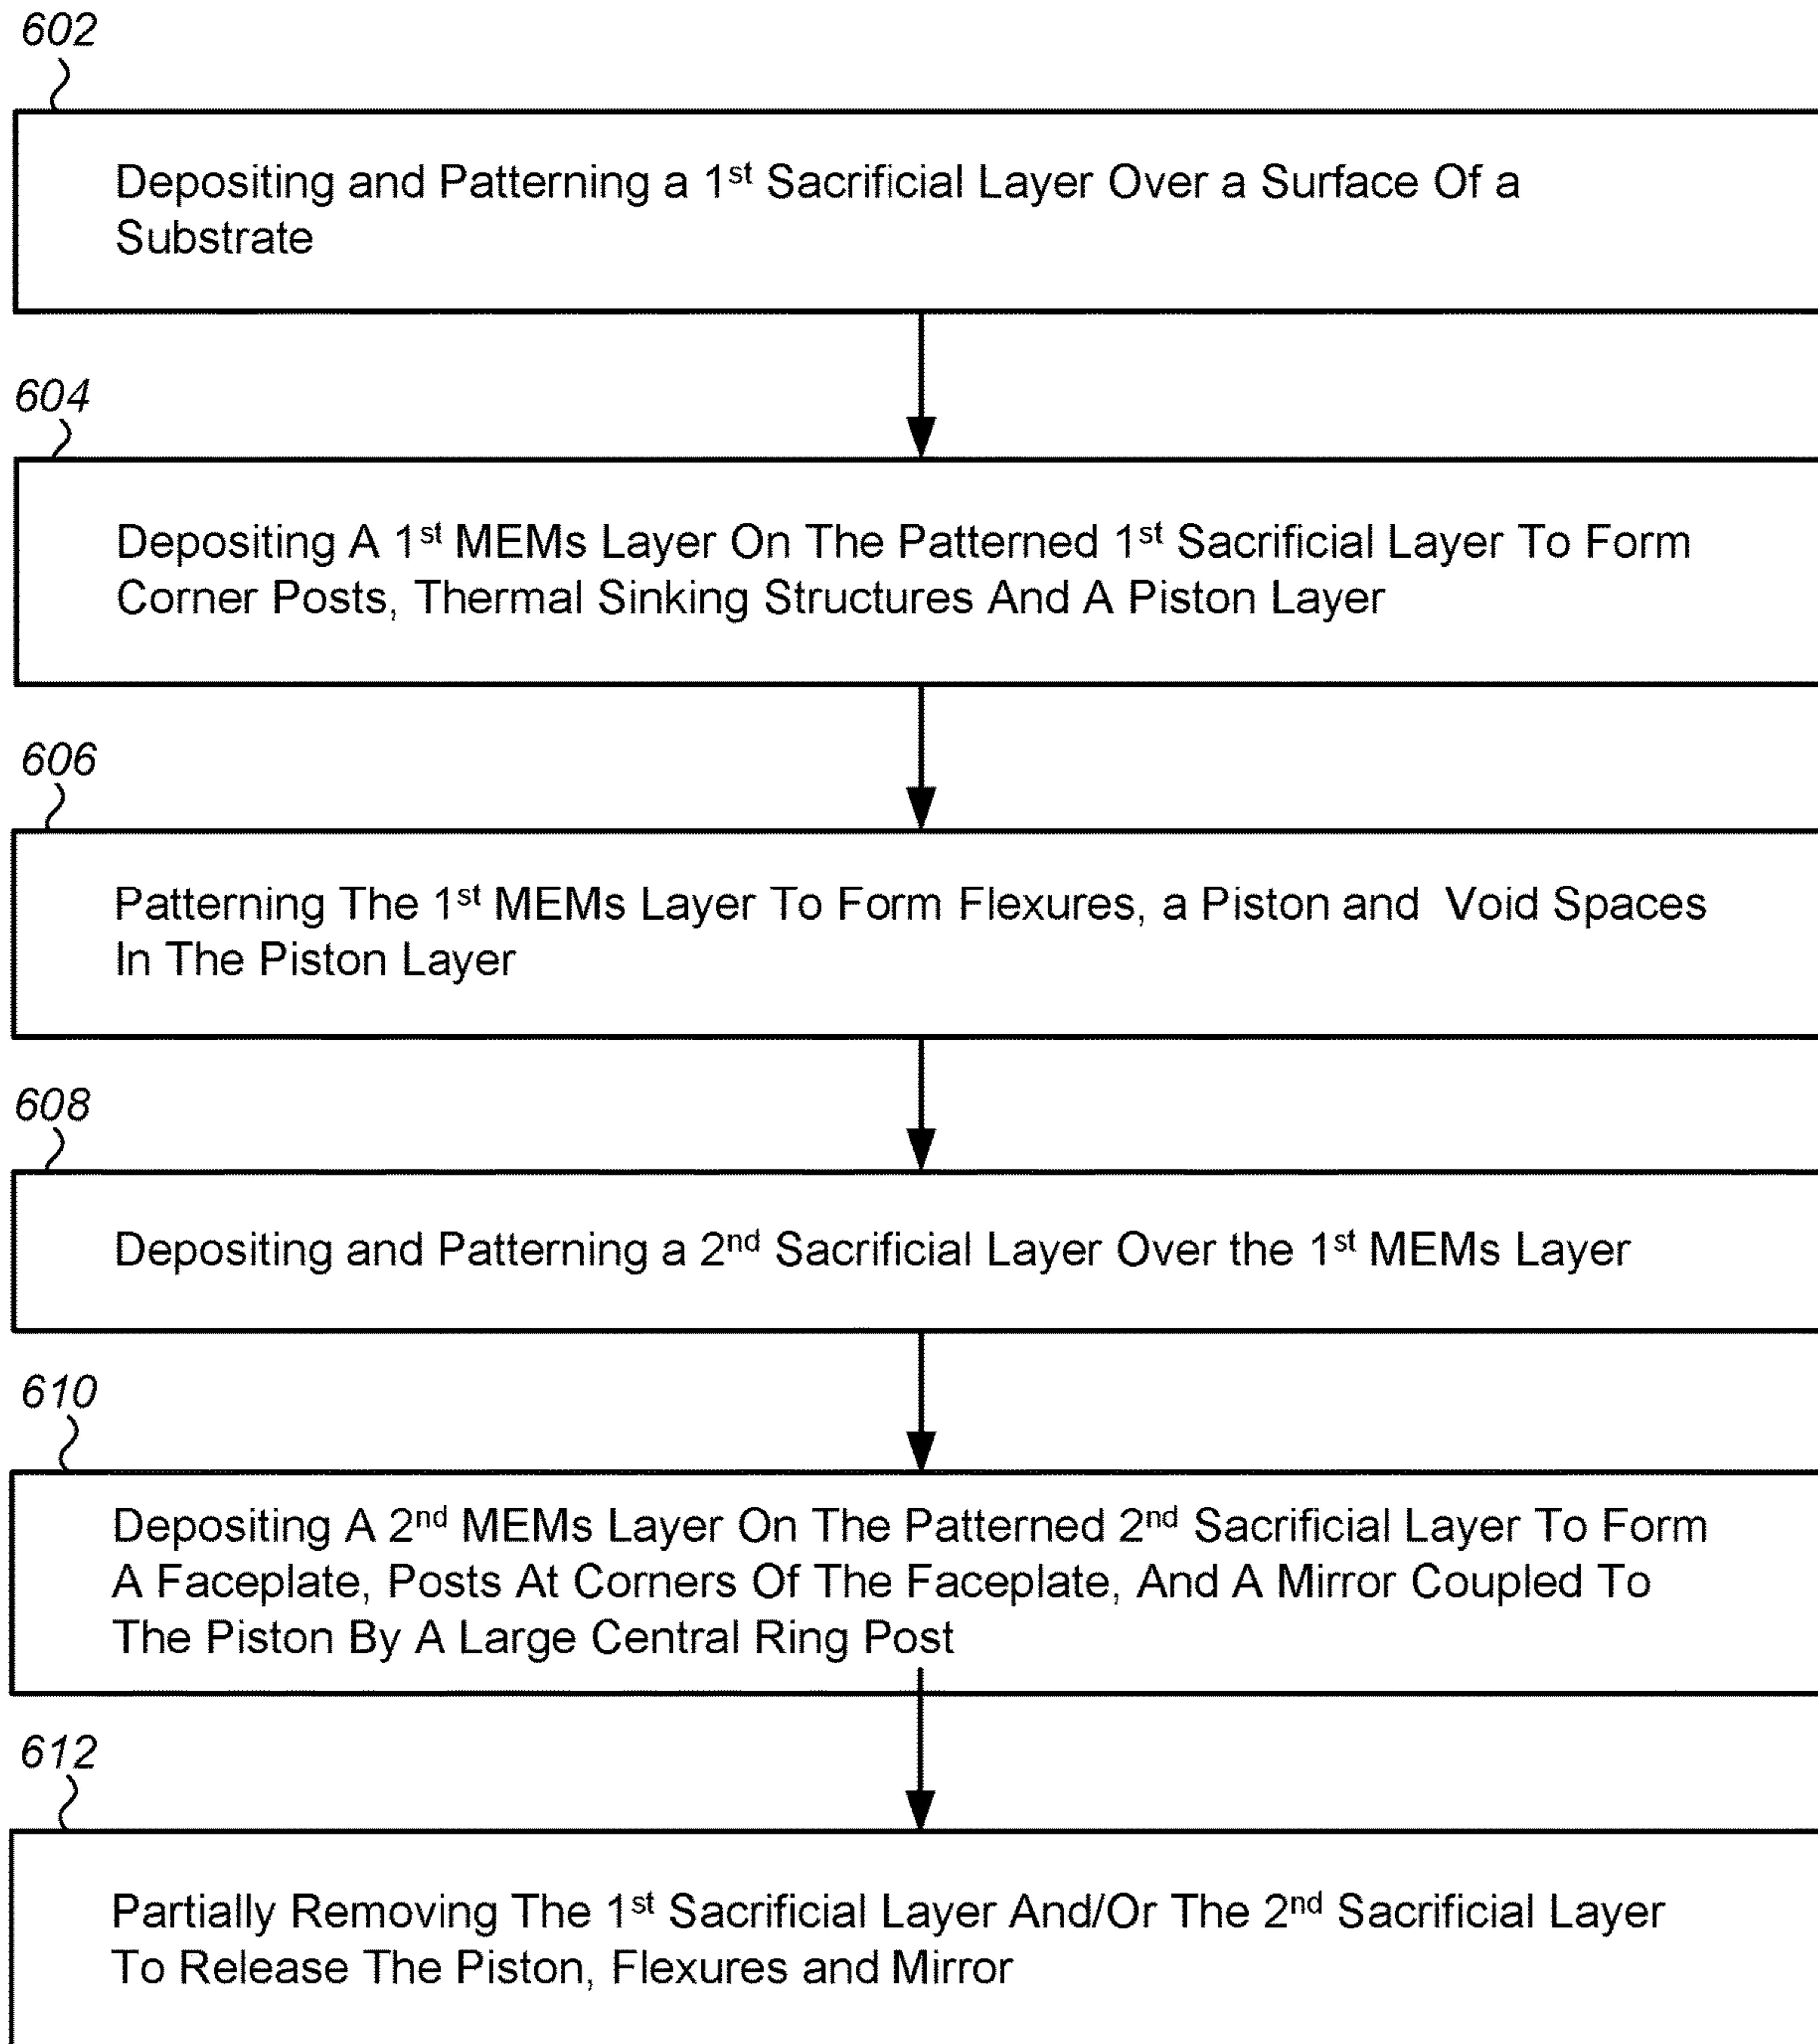 602
Depositing and Patterning a 1st Sacrificial Layer Over a Surface Of a
Substrate
604
Depositing A 1st MEMs Layer On The Patterned 1st Sacrificial Layer To Form
Corner Posts, Thermal Sinking Structures And A Piston Layer
606
Patterning The 1st MEMs Layer To Form Flexures, a Piston and Void Spaces
In The Piston Layer
608
Depositing and Patterning a 2nd Sacrificial Layer Over the 1st MEMs Layer
610
Depositing A 2nd MEMs Layer On The Patterned 2nd Sacrificial Layer To Form
A Faceplate, Posts At Corners Of The Faceplate, And A Mirror Coupled To
The Piston By A Large Central Ring Post
612
Partially Removing The 1st Sacrificial Layer And/Or The 2nd Sacrificial Layer
To Release The Piston, Flexures and Mirror